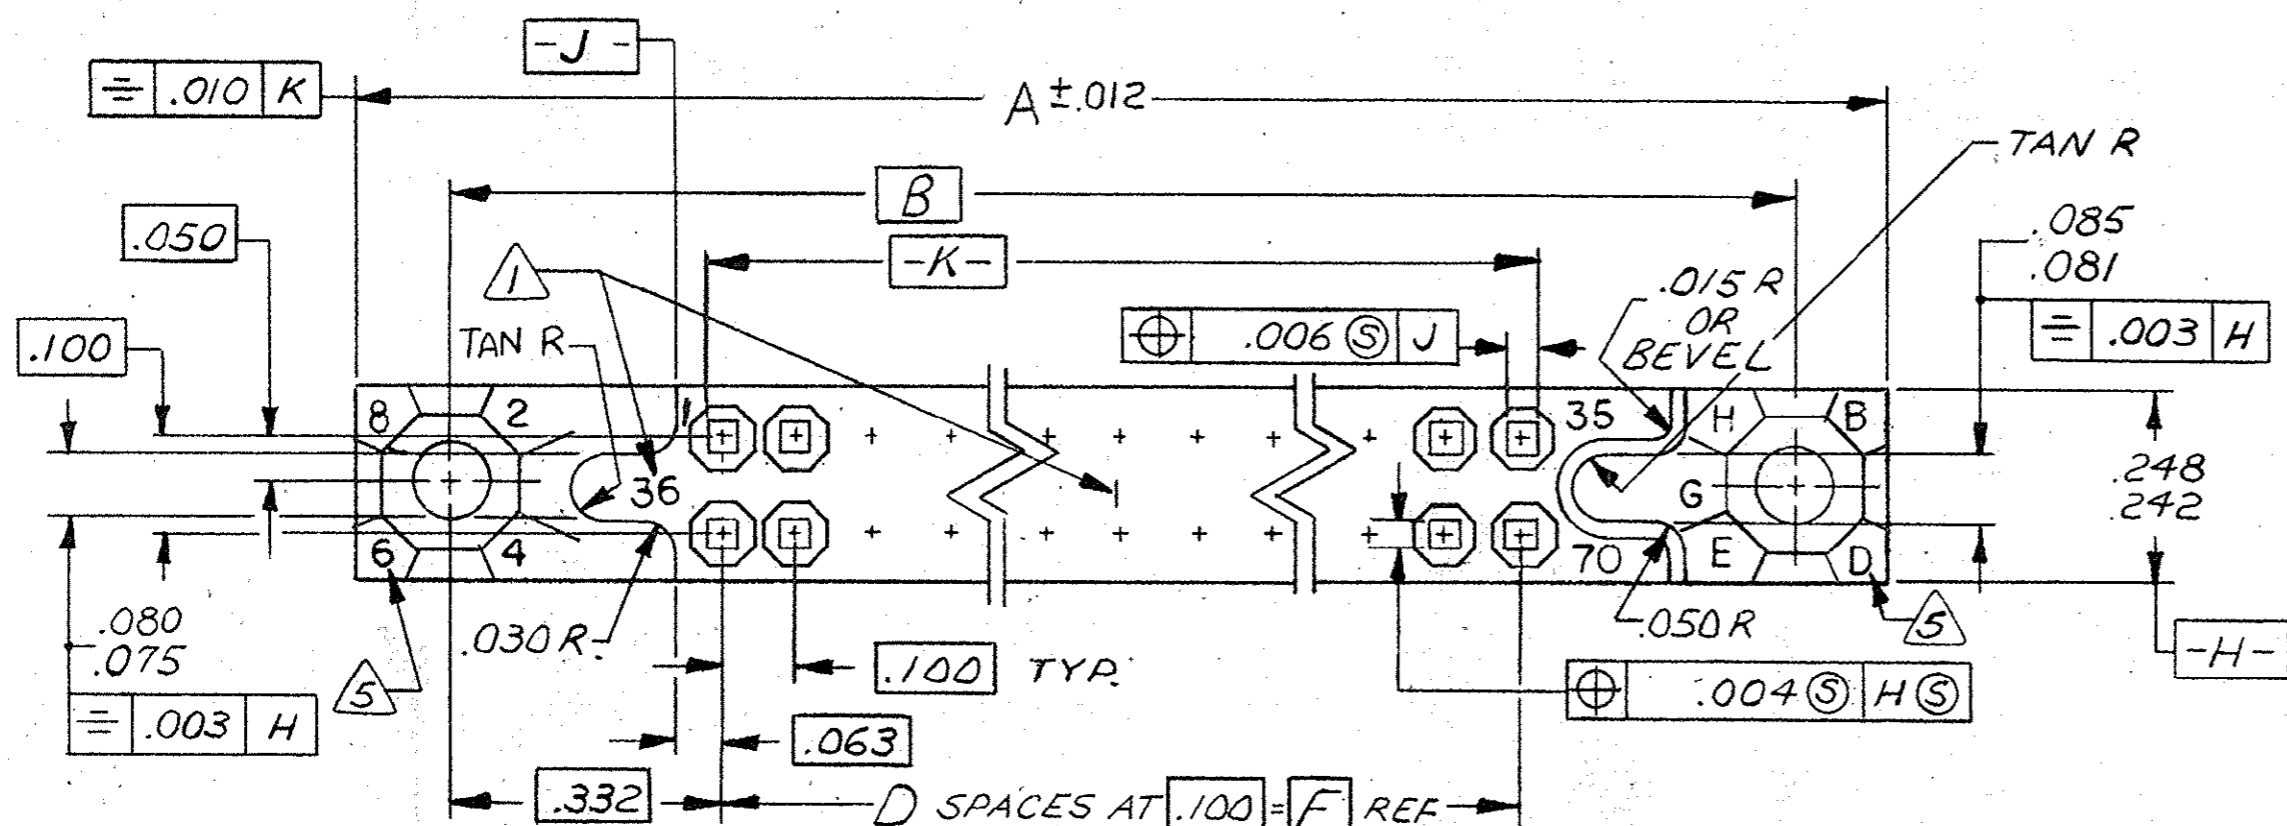 -J-
⌯ .010 K
A ±.012
TAN R
B
.050
.085
.081
1
-K-
.015 R
OR
BEVEL
⌯ .003 H
.100
TAN R
⌖ .006 Ⓢ J
8 2 1 35 H B
36 G
.248
.242
6 4 70 E D
.080
.075
.030 R.
.050 R
5
5
.100 TYP.
⌖ .004 Ⓢ H Ⓢ
-H-
⌯ .003 H
.063
.332
D SPACES AT .100 = F REF